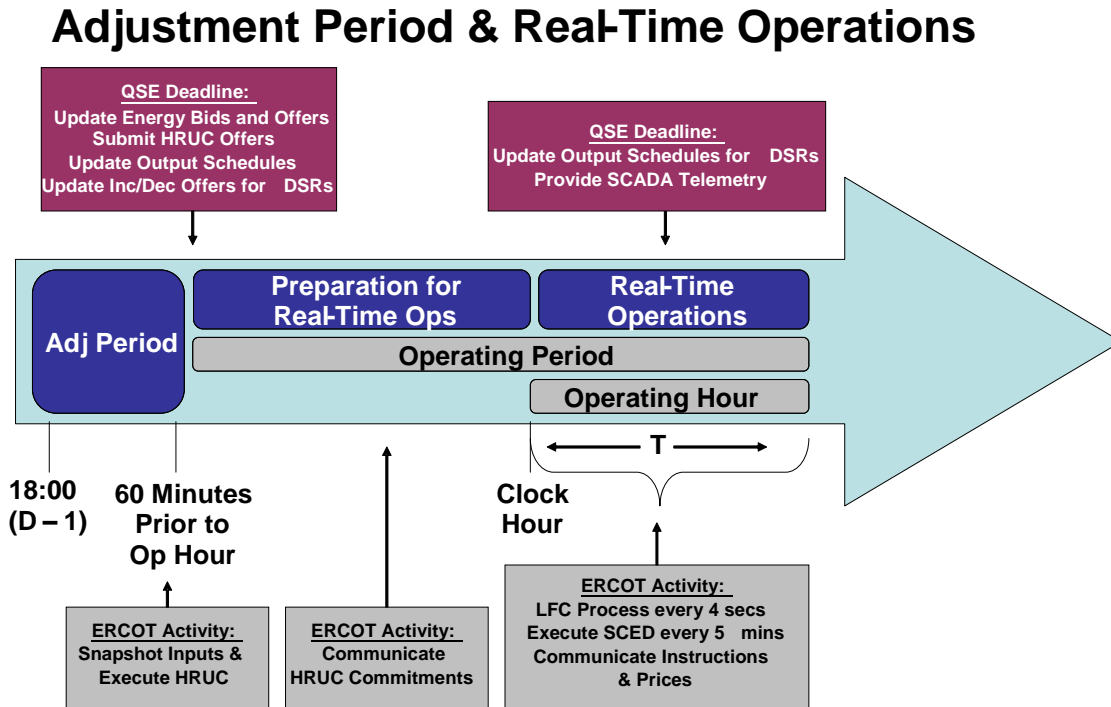 Adjustment Period & Real-Time Operations
QSE Deadline:
Update Energy Bids and Offers
Submit HRUC Offers
Update Output Schedules
Update Inc/Dec Offers for DSRs
QSE Deadline:
Update Output Schedules for DSRs
Provide SCADA Telemetry
Adj Period
Preparation for
Real-Time Ops
Real-Time
Operations
Operating Period
Operating Hour
T
18:00
(D – 1)
60 Minutes
Prior to
Op Hour
Clock
Hour
ERCOT Activity:
Snapshot Inputs &
Execute HRUC
ERCOT Activity:
Communicate
HRUC Commitments
ERCOT Activity:
LFC Process every 4 secs
Execute SCED every 5 mins
Communicate Instructions
& Prices